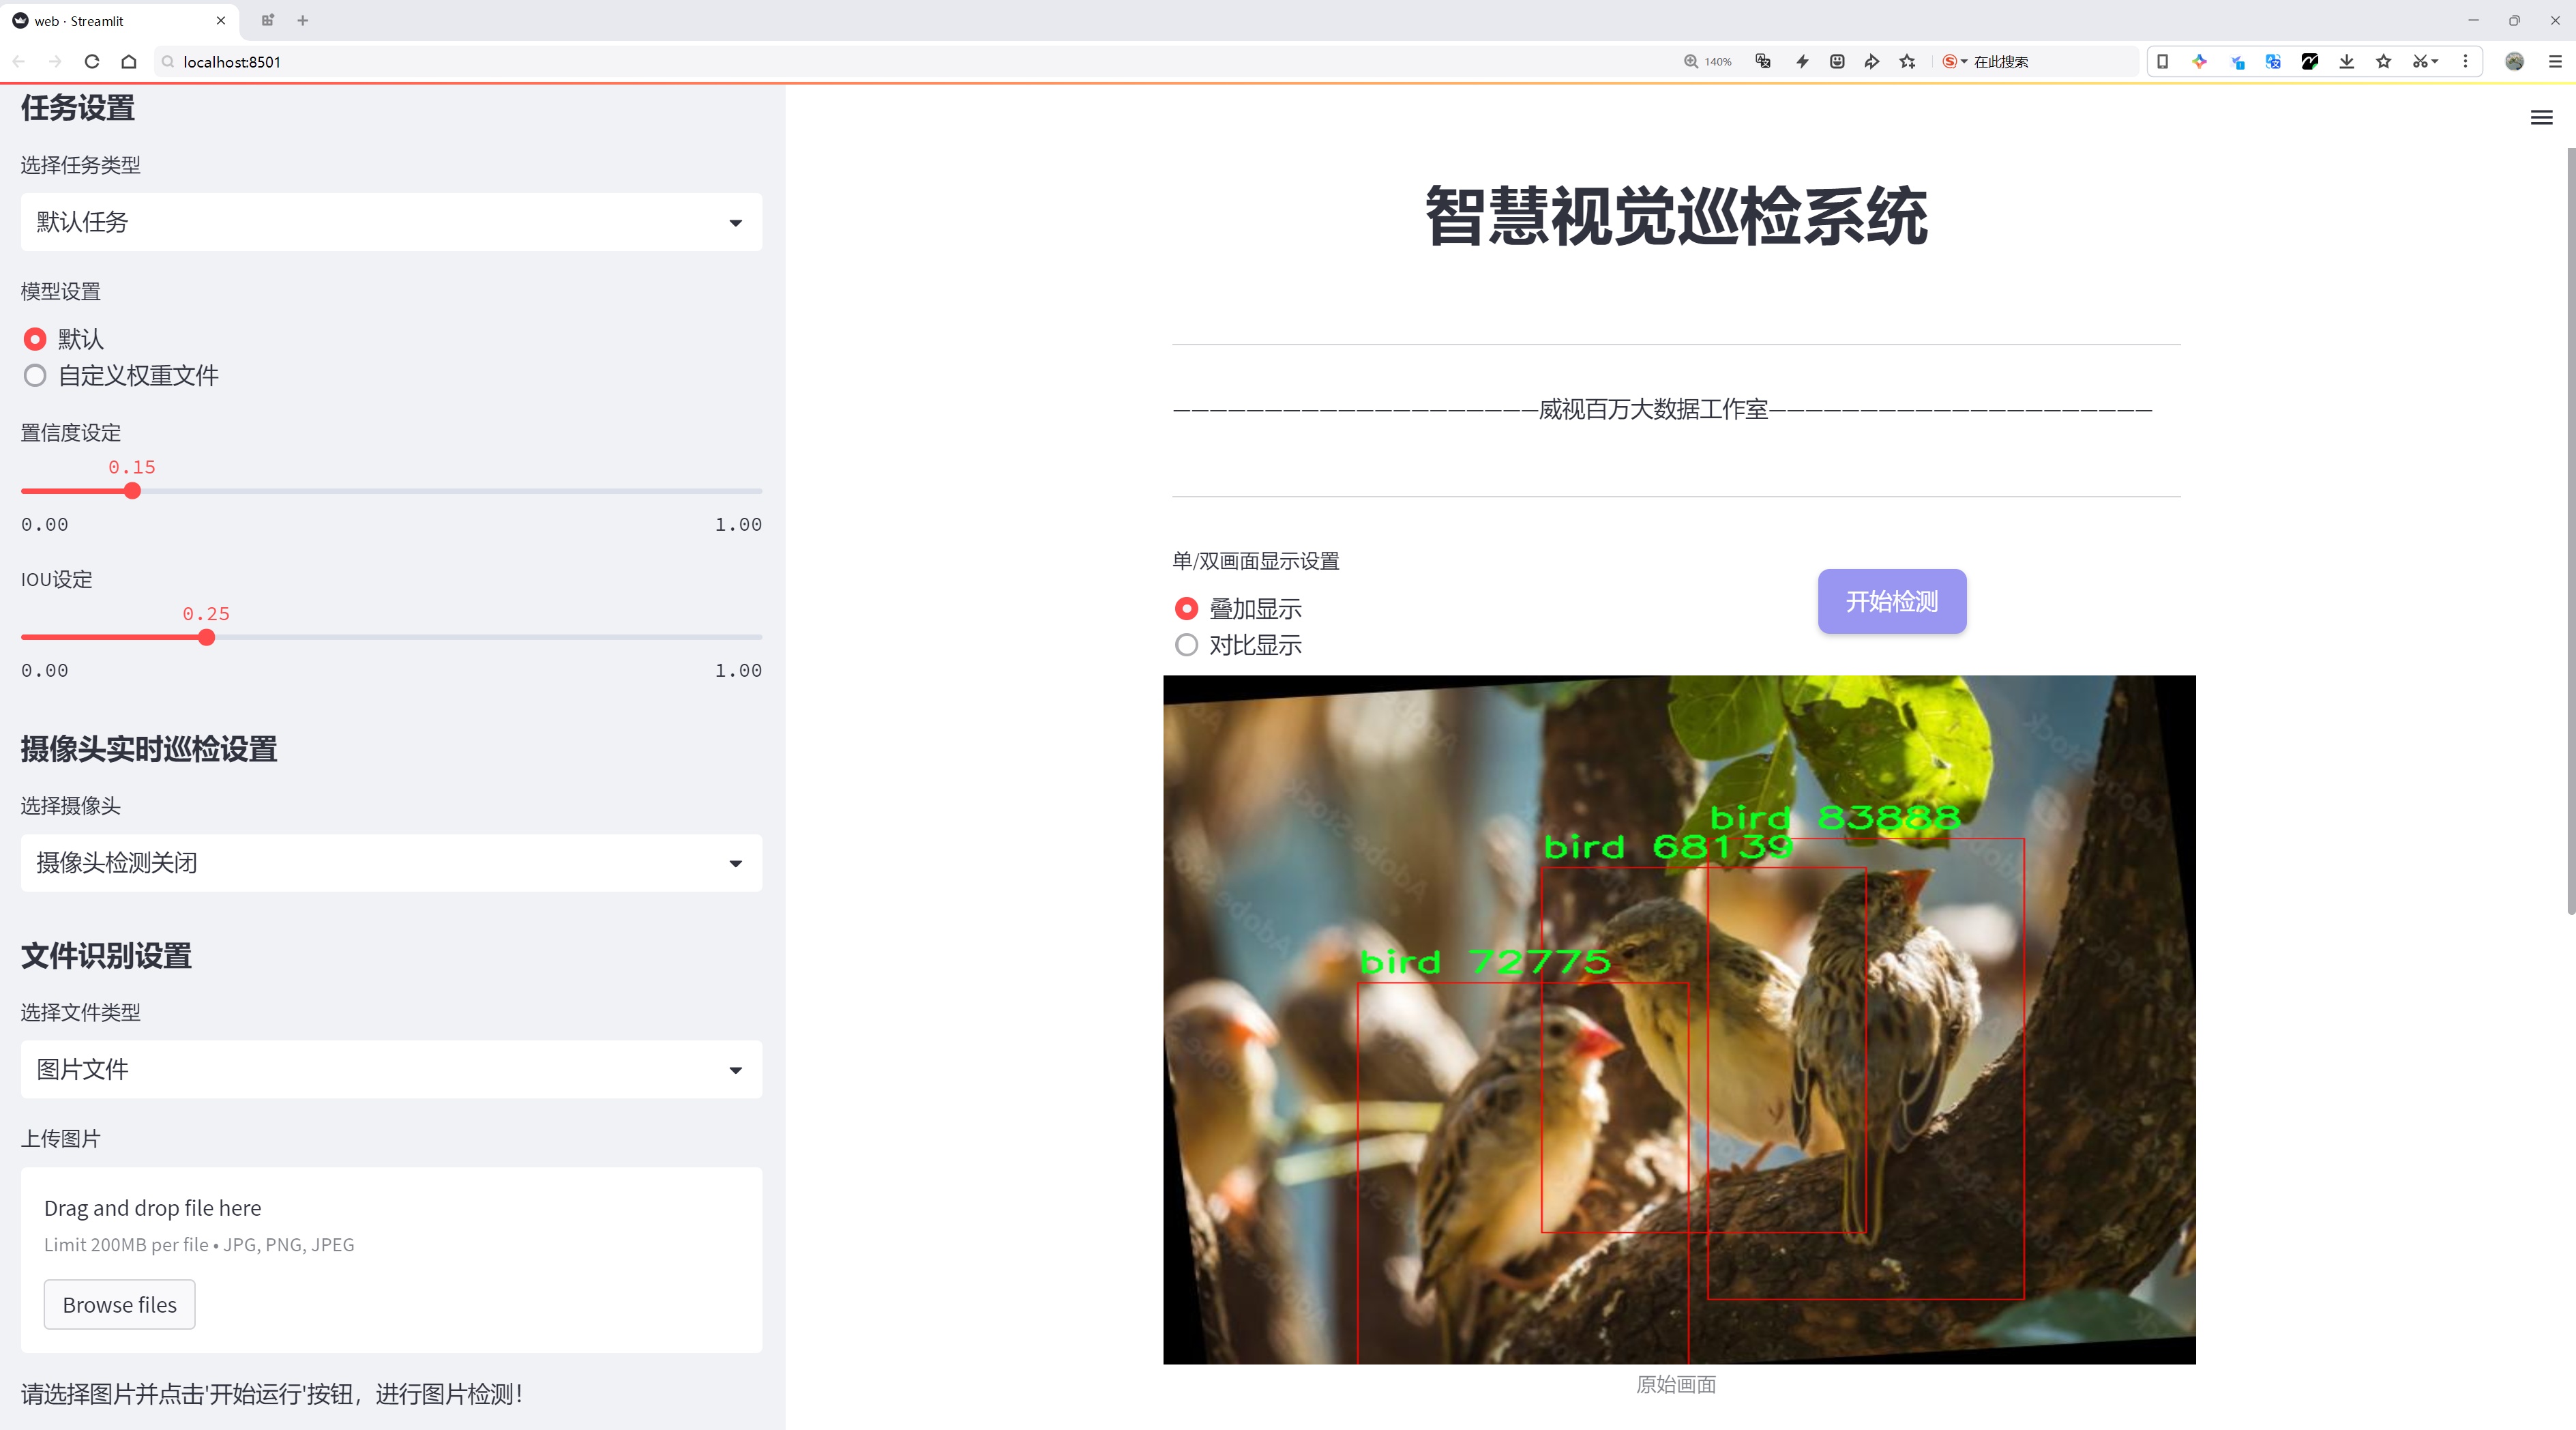 web · Streamlit
localhost:8501
140%
在此搜索
任务设置
选择任务类型
默认任务
模型设置
默认
自定义权重文件
置信度设定
0.15
0.00
1.00
IOU设定
0.25
0.00
1.00
摄像头实时巡检设置
选择摄像头
摄像头检测关闭
文件识别设置
选择文件类型
图片文件
上传图片
Drag and drop file here
Limit 200MB per file • JPG, PNG, JPEG
Browse files
请选择图片并点击'开始运行'按钮，进行图片检测！
智慧视觉巡检系统
————————————————————威视百万大数据工作室—————————————————————
单/双画面显示设置
叠加显示
对比显示
开始检测
bird 83888
bird 68139
bird 72775
原始画面